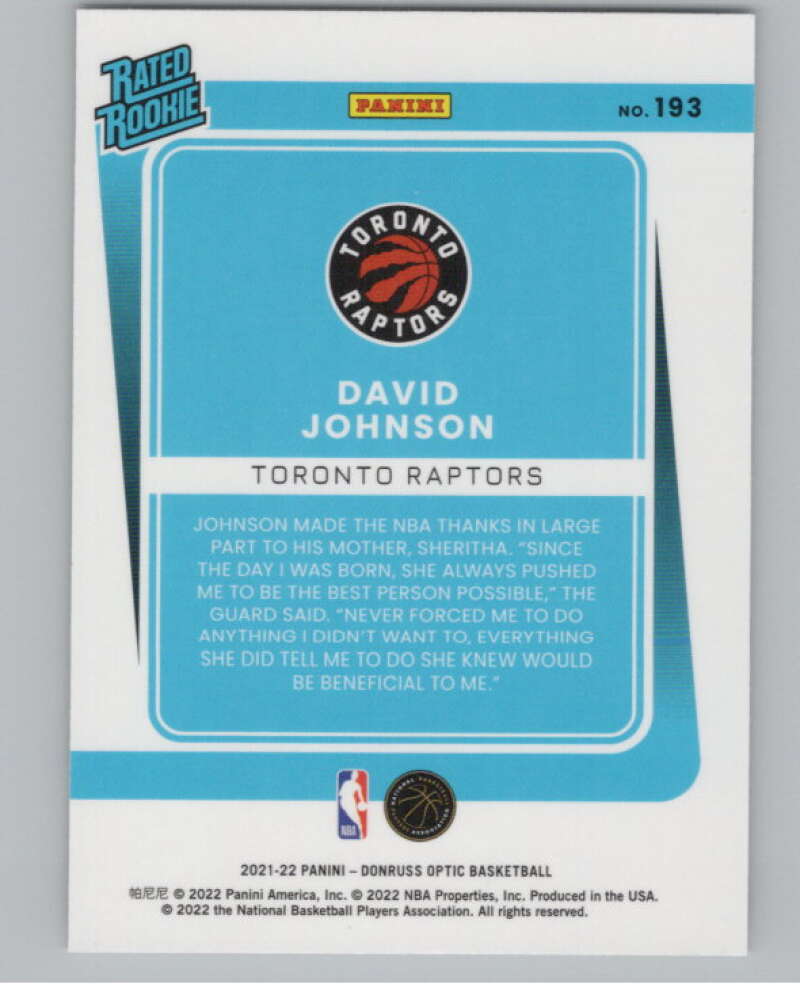 RATED
ROOKIE
PANINI
NO. 193
TORONTO
RAPTORS
DAVID
JOHNSON
TORONTO RAPTORS
JOHNSON MADE THE NBA THANKS IN LARGE
PART TO HIS MOTHER, SHERITHA. “SINCE
THE DAY I WAS BORN, SHE ALWAYS PUSHED
ME TO BE THE BEST PERSON POSSIBLE,” THE
GUARD SAID. “NEVER FORCED ME TO DO
ANYTHING I DIDN’T WANT TO, EVERYTHING
SHE DID TELL ME TO DO SHE KNEW WOULD
BE BENEFICIAL TO ME.”
NBA
NATIONAL BASKETBALL
PLAYERS ASSOCIATION
2021-22 PANINI – DONRUSS OPTIC BASKETBALL
帕尼尼 © 2022 Panini America, Inc. © 2022 NBA Properties, Inc. Produced in the USA.
© 2022 the National Basketball Players Association. All rights reserved.